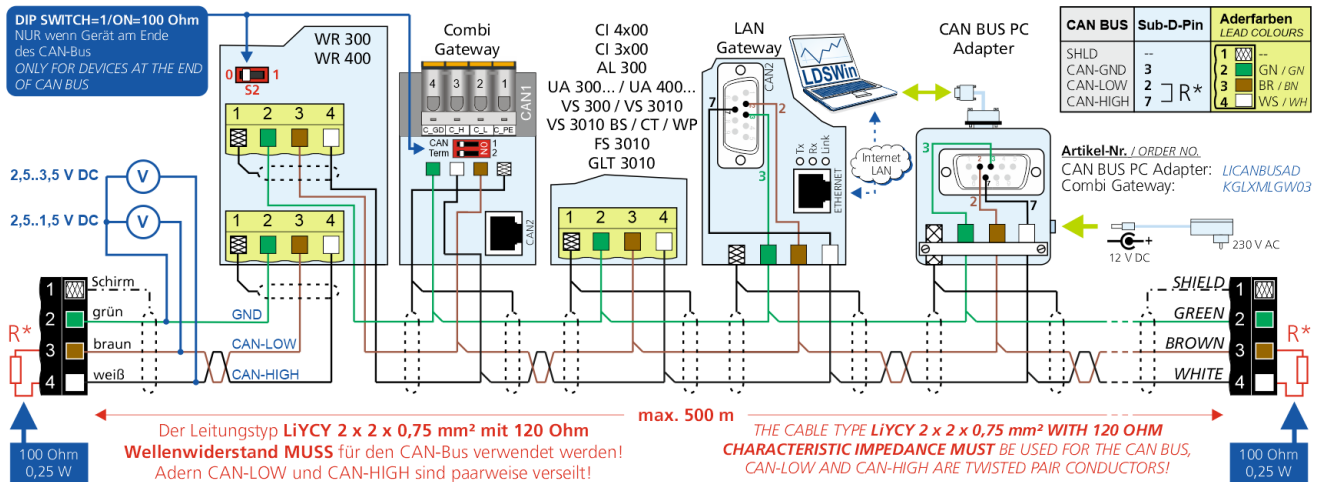 DIP SWITCH=1/ON=100 Ohm
NUR wenn Gerät am Ende
des CAN-Bus
ONLY FOR DEVICES AT THE END
OF CAN BUS
WR 300
WR 400
0 1
S2
1 2 3 4
1 2 3 4
2,5..3,5 V DC
V
2,5..1,5 V DC
V
Combi
Gateway
4 3 2 1
CAN1
C_GD C_H C_L C_PE
CAN
Term
NO
1
2
CAN2
CI 4x00
CI 3x00
AL 300
UA 300... / UA 400...
VS 300 / VS 3010
VS 3010 BS / CT / WP
FS 3010
GLT 3010
1 2 3 4
LAN
Gateway
CAN2
7
2
3
Tx
Rx
Link
ETHERNET
LDSWin
Internet
LAN
CAN BUS PC
Adapter
3
2
7
2
7
CAN BUS Sub-D-Pin Aderfarben
LEAD COLOURS
SHLD -- 1 --
CAN-GND 3 2 GN / GN
CAN-LOW 2 3 BR / BN
CAN-HIGH 7 4 WS / WH
R*
Artikel-Nr. / ORDER NO.
CAN BUS PC Adapter: LICANBUSAD
Combi Gateway: KGLXMLGW03
+
12 V DC
230 V AC
1 Schirm
2 grün GND
3 braun CAN-LOW
4 weiß CAN-HIGH
R*
100 Ohm
0,25 W
SHIELD 1
GREEN 2
BROWN 3
WHITE 4
R*
100 Ohm
0,25 W
max. 500 m
Der Leitungstyp LiYCY 2 x 2 x 0,75 mm² mit 120 Ohm
Wellenwiderstand MUSS für den CAN-Bus verwendet werden!
Adern CAN-LOW und CAN-HIGH sind paarweise verseilt!
THE CABLE TYPE LiYCY 2 x 2 x 0,75 mm² WITH 120 OHM
CHARACTERISTIC IMPEDANCE MUST BE USED FOR THE CAN BUS,
CAN-LOW AND CAN-HIGH ARE TWISTED PAIR CONDUCTORS!